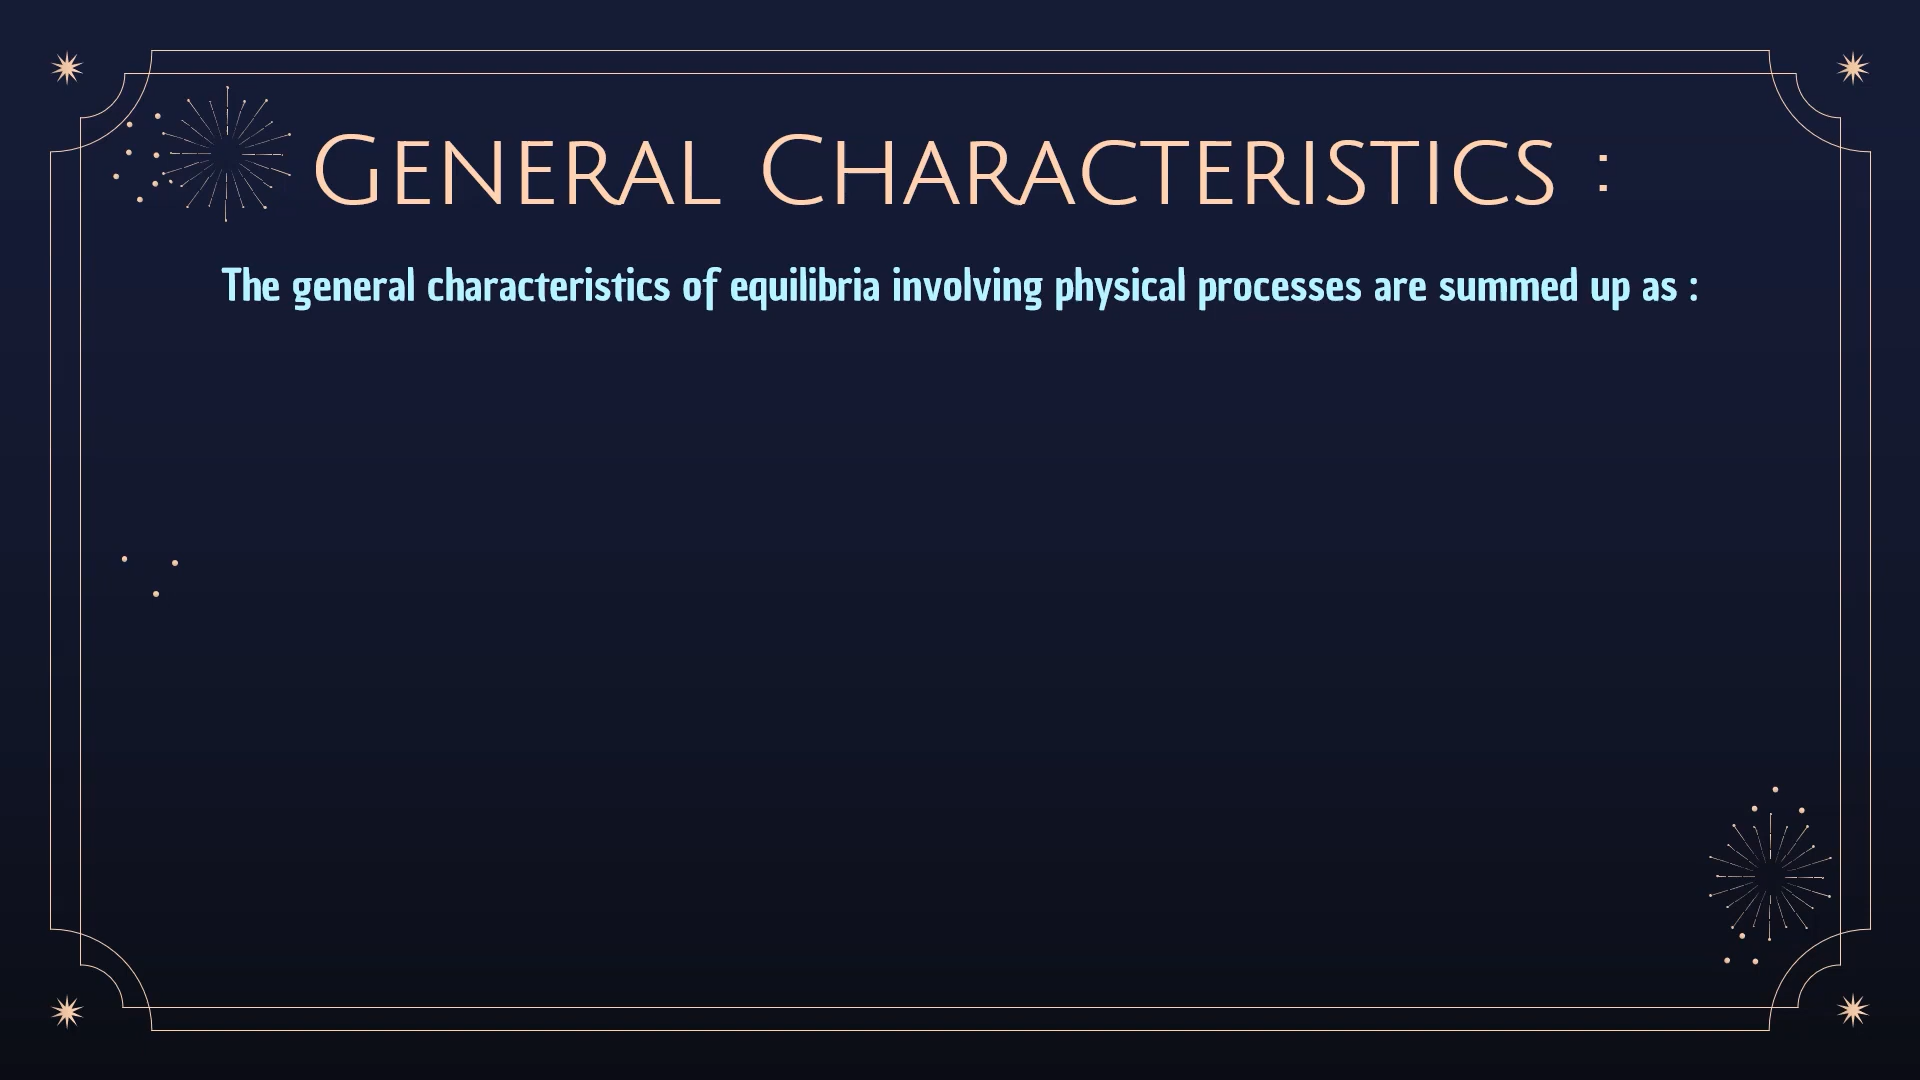 General Characteristics :
The general characteristics of equilibria involving physical processes are summed up as :